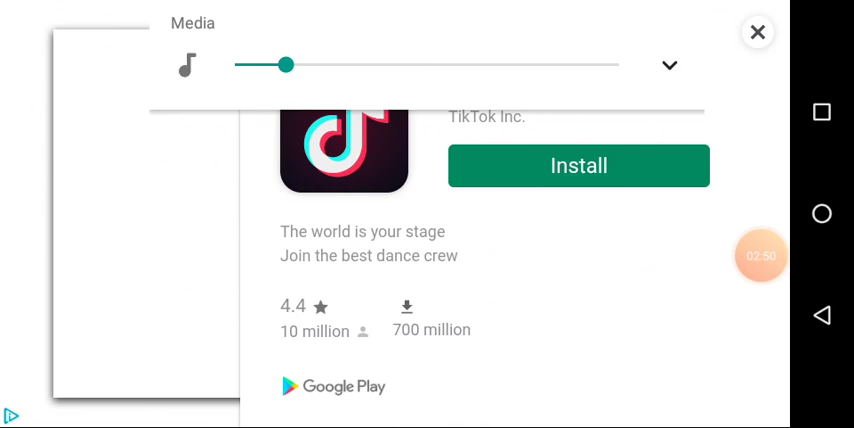 Media
TikTok Inc.
Install
The world is your stage
Join the best dance crew
02:50
4.4
10 million
700 million
Google Play